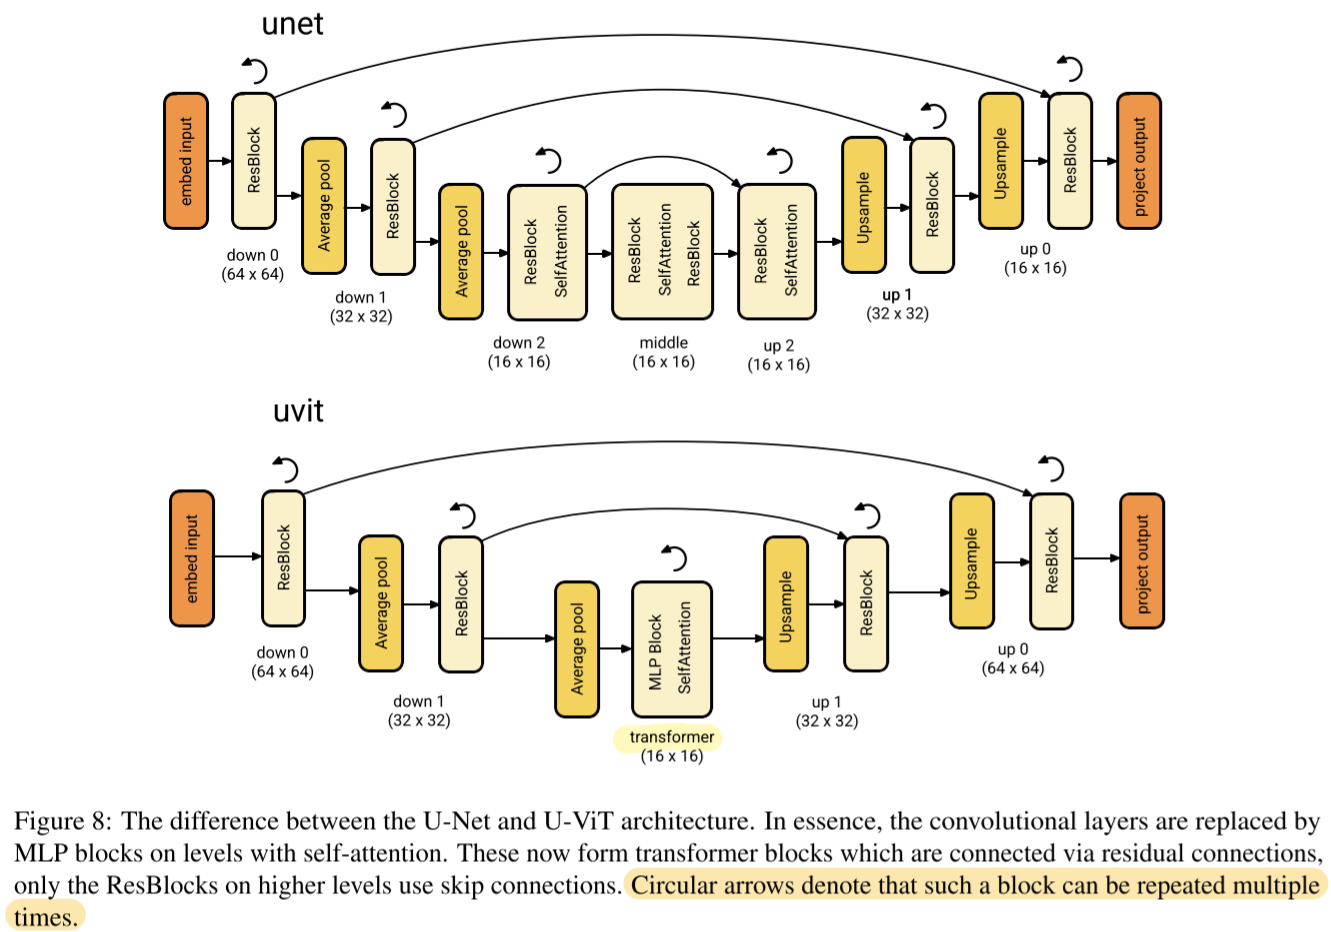 unet
embed input
ResBlock
down 0
(64 x 64)
Average pool
ResBlock
down 1
(32 x 32)
Average pool
ResBlock
SelfAttention
down 2
(16 x 16)
ResBlock
SelfAttention
ResBlock
middle
(16 x 16)
ResBlock
SelfAttention
up 2
(16 x 16)
Upsample
ResBlock
up 1
(32 x 32)
Upsample
ResBlock
up 0
(16 x 16)
project output
uvit
embed input
ResBlock
down 0
(64 x 64)
Average pool
ResBlock
down 1
(32 x 32)
Average pool
MLP Block
SelfAttention
transformer
(16 x 16)
Upsample
ResBlock
up 1
(32 x 32)
Upsample
ResBlock
up 0
(64 x 64)
project output
Figure 8: The difference between the U-Net and U-ViT architecture. In essence, the convolutional layers are replaced by
MLP blocks on levels with self-attention. These now form transformer blocks which are connected via residual connections,
only the ResBlocks on higher levels use skip connections. Circular arrows denote that such a block can be repeated multiple
times.